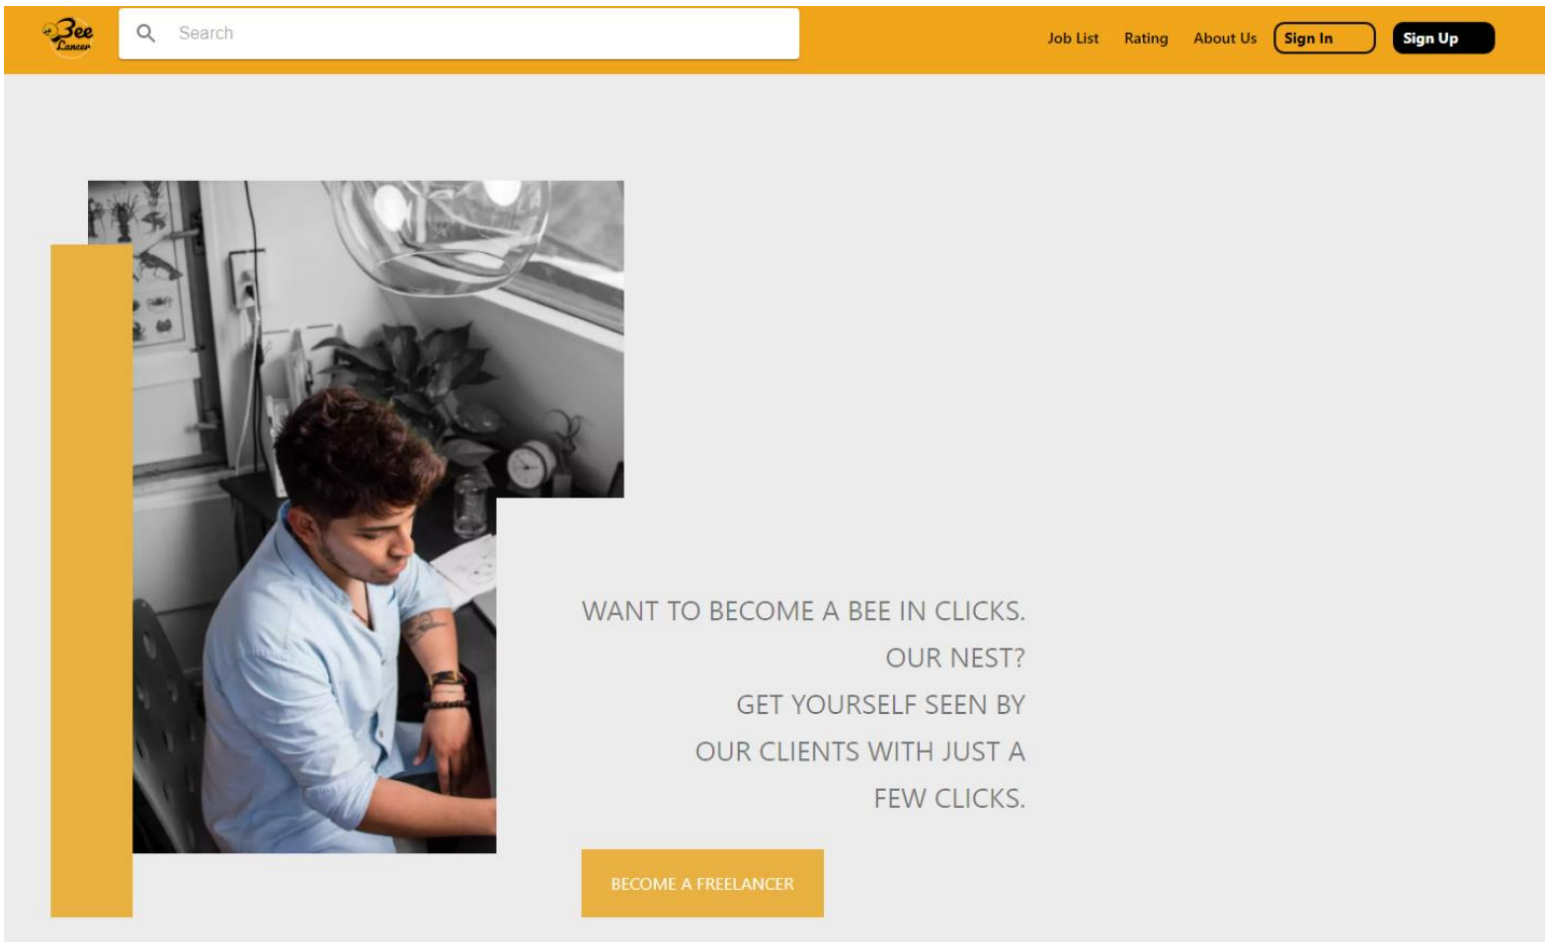 Bee
Lancer
Search
Job List
Rating
About Us
Sign In
Sign Up
WANT TO BECOME A BEE IN CLICKS.
OUR NEST?
GET YOURSELF SEEN BY
OUR CLIENTS WITH JUST A
FEW CLICKS.
BECOME A FREELANCER